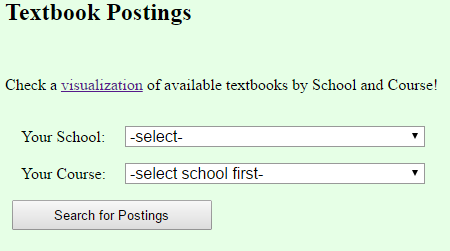 Textbook Postings
Check a visualization of available textbooks by School and Course!
Your School: -select-
Your Course: -select school first-
Search for Postings